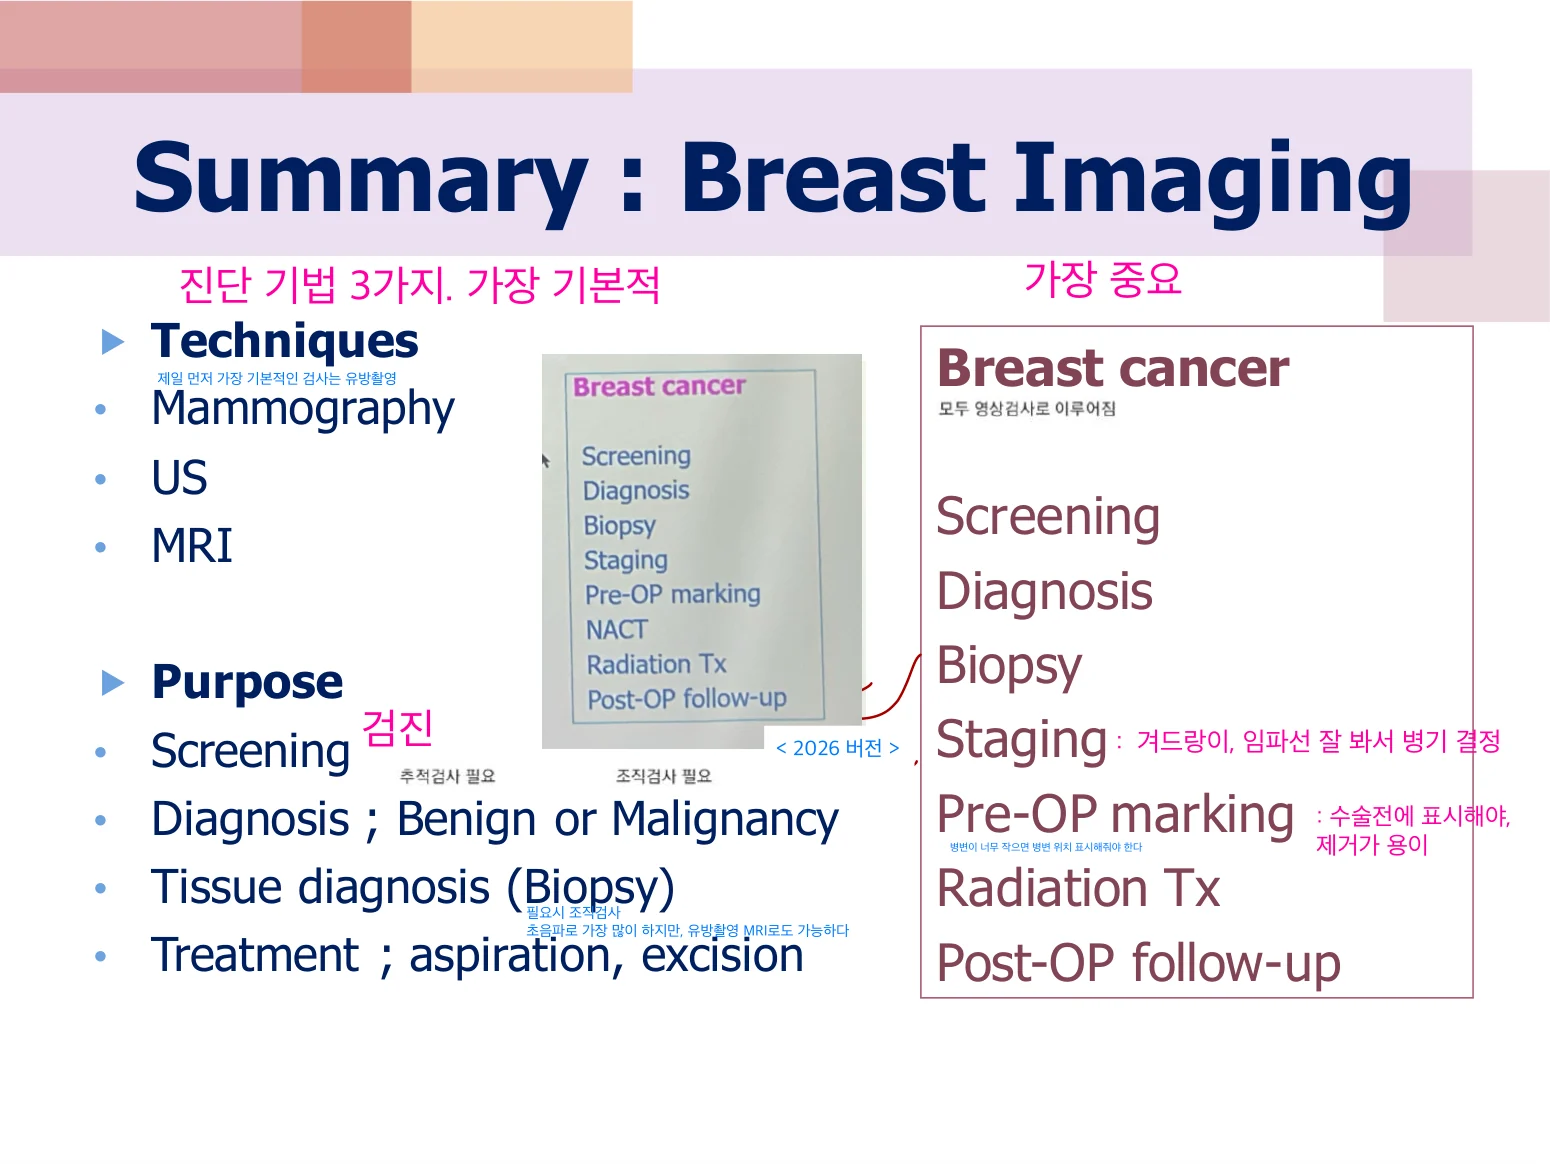 Summary : Breast Imaging
진단 기법 3가지. 가장 기본적
Techniques
제일 먼저 가장 기본적인 검사는 유방촬영
Mammography
US
MRI
Purpose
Screening 검진
추적검사 필요 조직검사 필요
Diagnosis ; Benign or Malignancy
Tissue diagnosis (Biopsy)
필요시 조직검사
초음파로 가장 많이 하지만, 유방촬영 MRI로도 가능하다
Treatment ; aspiration, excision
Breast cancer
Screening
Diagnosis
Biopsy
Staging
Pre-OP marking
NACT
Radiation Tx
Post-OP follow-up
< 2026 버전 >
가장 중요
Breast cancer
모두 영상검사로 이루어짐
Screening
Diagnosis
Biopsy
Staging : 겨드랑이, 임파선 잘 봐서 병기 결정
Pre-OP marking : 수술전에 표시해야,
제거가 용이
병변이 너무 작으면 병변 위치 표시해줘야 한다
Radiation Tx
Post-OP follow-up